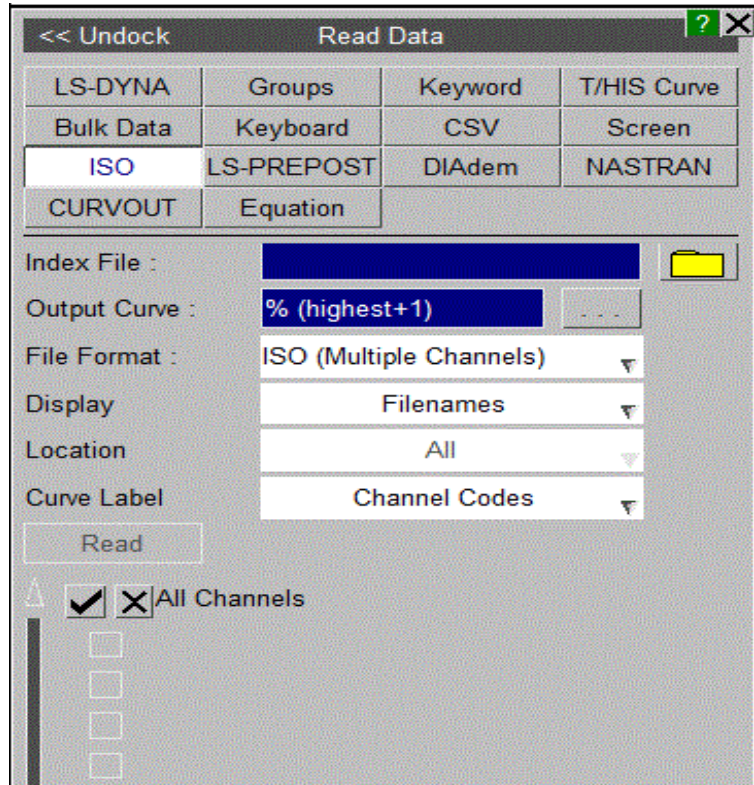 << Undock Read Data ? X
LS-DYNA Groups Keyword T/HIS Curve
Bulk Data Keyboard CSV Screen
ISO LS-PREPOST DIAdem NASTRAN
CURVOUT Equation
Index File :
Output Curve : % (highest+1) . . .
File Format : ISO (Multiple Channels)
Display Filenames
Location All
Curve Label Channel Codes
Read
All Channels